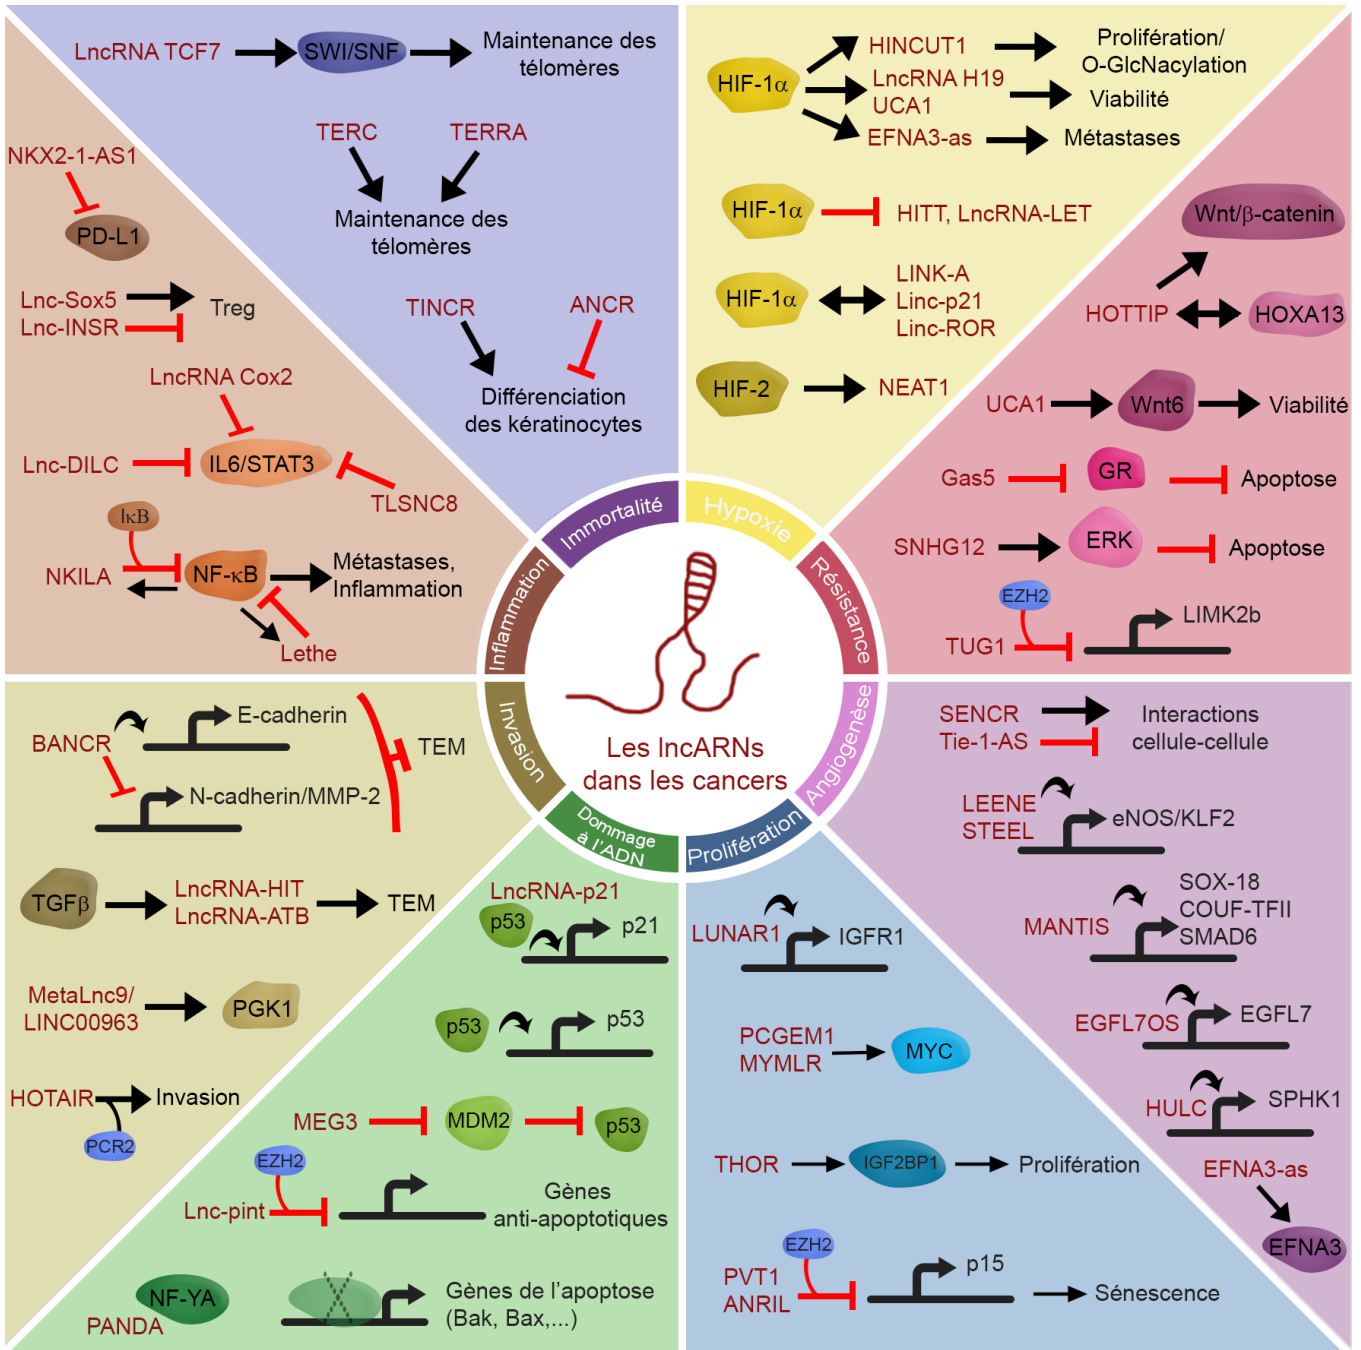 LncRNA TCF7
SWI/SNF
Maintenance des
télomères
TERC
TERRA
Maintenance des
télomères
TINCR
ANCR
Différenciation
des kératinocytes
Immortalité
HIF-1α
HINCUT1
Prolifération/
O-GlcNacylation
LncRNA H19
UCA1
Viabilité
EFNA3-as
Métastases
HIF-1α
HITT, LncRNA-LET
HIF-1α
LINK-A
Linc-p21
Linc-ROR
HIF-2
NEAT1
Hypoxie
NKX2-1-AS1
PD-L1
Lnc-Sox5
Lnc-INSR
Treg
LncRNA Cox2
Lnc-DILC
IL6/STAT3
TLSNC8
IκB
NKILA
NF-κB
Métastases,
Inflammation
Lethe
Inflammation
Wnt/β-catenin
HOTTIP
HOXA13
UCA1
Wnt6
Viabilité
Gas5
GR
Apoptose
SNHG12
ERK
Apoptose
EZH2
TUG1
LIMK2b
Résistance
Les lncARNs
dans les cancers
BANCR
E-cadherin
N-cadherin/MMP-2
TEM
TGFβ
LncRNA-HIT
LncRNA-ATB
TEM
MetaLnc9/
LINC00963
PGK1
HOTAIR
Invasion
PCR2
Invasion
Dommage
à l'ADN
LncRNA-p21
p53
p21
p53
p53
MEG3
MDM2
p53
EZH2
Lnc-pint
Gènes
anti-apoptotiques
NF-YA
PANDA
Gènes de l'apoptose
(Bak, Bax,...)
Prolifération
LUNAR1
IGFR1
PCGEM1
MYMLR
MYC
THOR
IGF2BP1
Prolifération
EZH2
PVT1
ANRIL
p15
Sénescence
Angiogenèse
SENCR
Tie-1-AS
Interactions
cellule-cellule
LEENE
STEEL
eNOS/KLF2
MANTIS
SOX-18
COUF-TFII
SMAD6
EGFL7OS
EGFL7
HULC
SPHK1
EFNA3-as
EFNA3